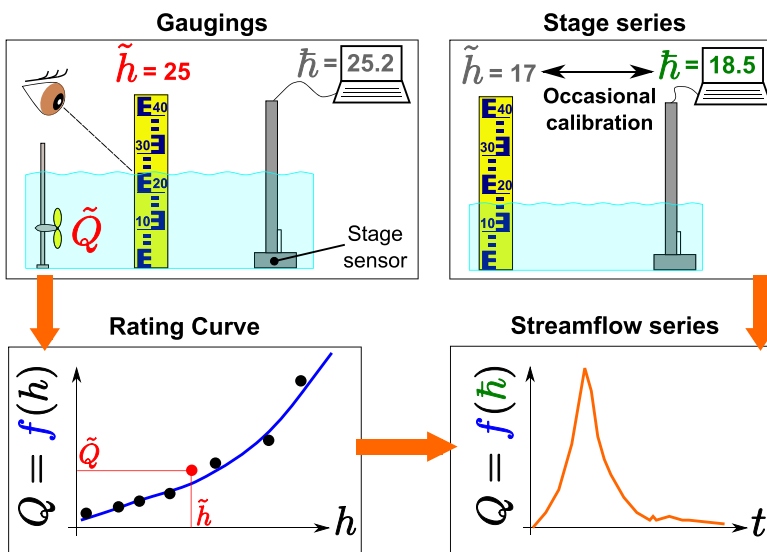 Gaugings
h̃ = 25
ħ = 25.2
40
30
20
10
Q̃
Stage
sensor
Stage series
h̃ = 17
ħ = 18.5
Occasional
calibration
40
30
20
10
Rating Curve
Q = f(h)
Q̃
h̃
h
Streamflow series
Q = f(ħ)
t